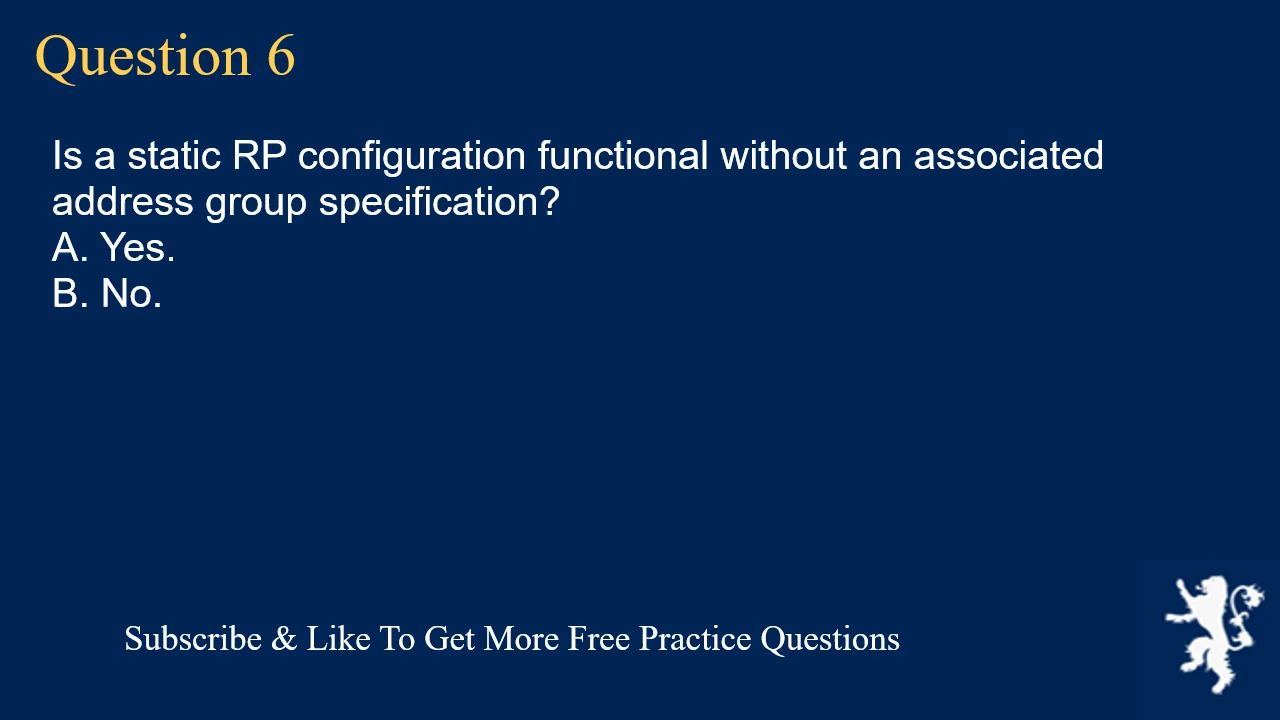 Question 6
Is a static RP configuration functional without an associated
address group specification?
A. Yes.
B. No.
Subscribe & Like To Get More Free Practice Questions